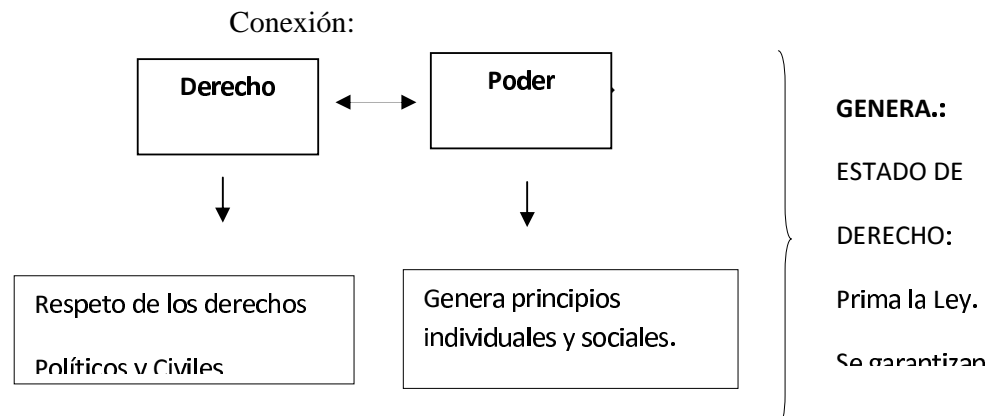 Conexión:
Derecho
Poder
Respeto de los derechos
Políticos y Civiles
Genera principios
individuales y sociales.
GENERA.:
ESTADO DE
DERECHO:
Prima la Ley.
Se garantizan